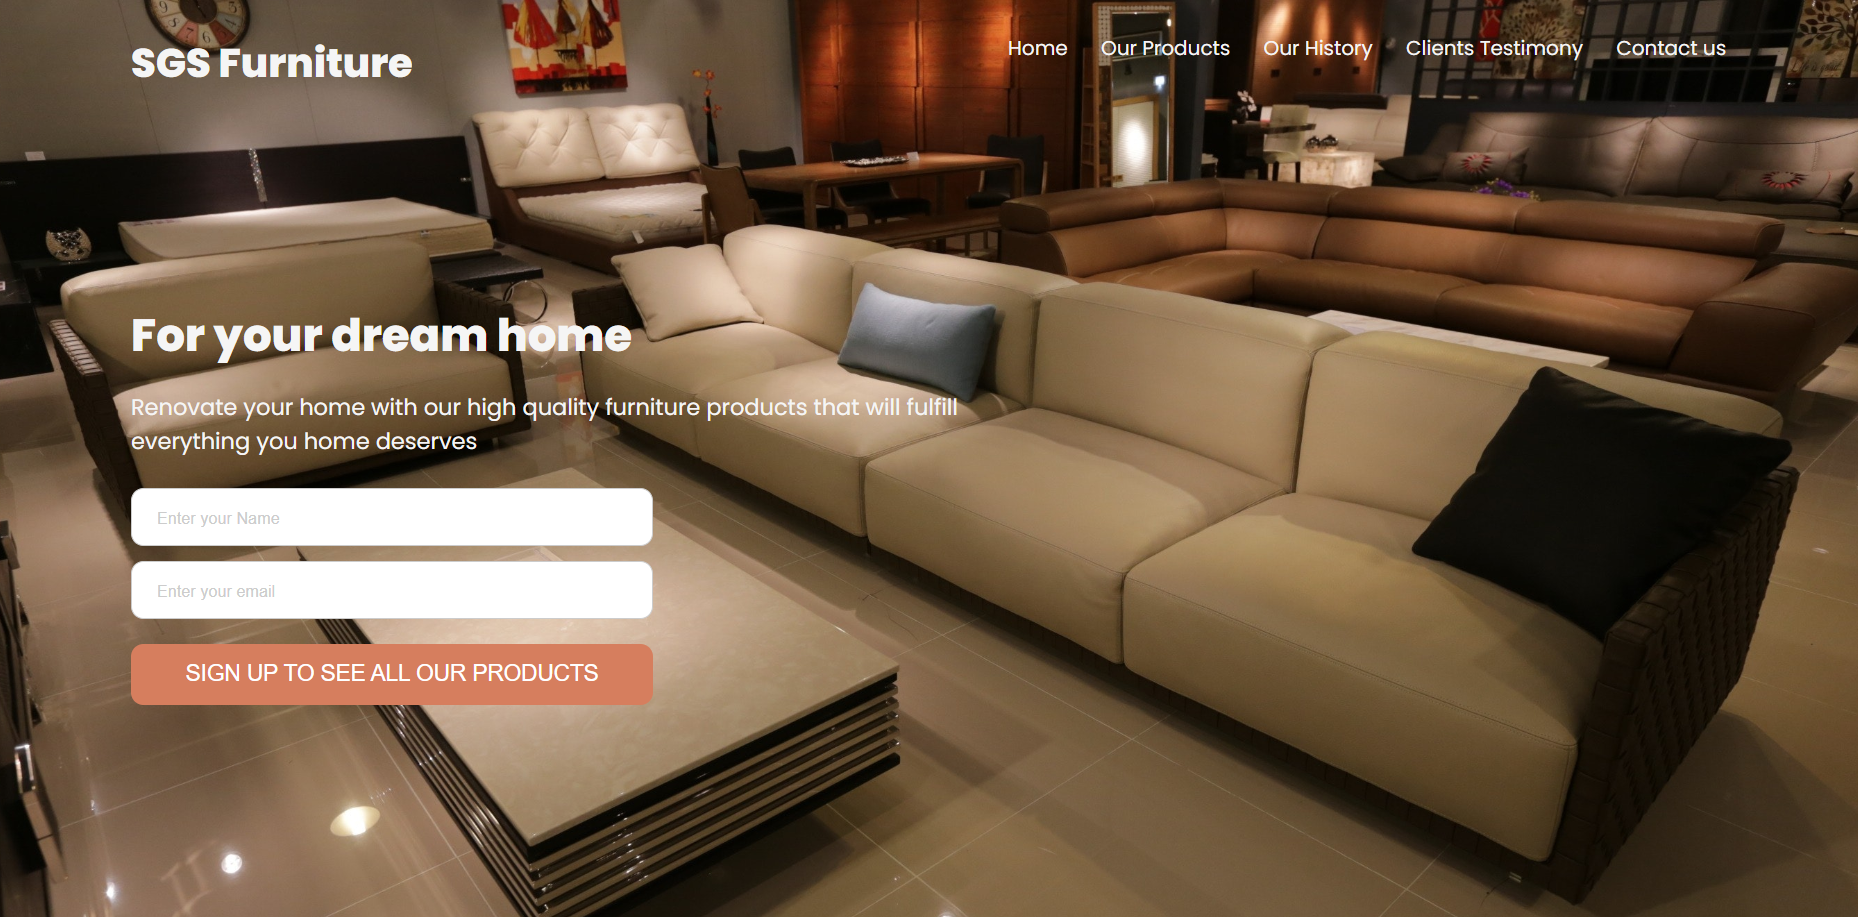 SGS Furniture
Home Our Products Our History Clients Testimony Contact us
For your dream home
Renovate your home with our high quality furniture products that will fulfill
everything you home deserves
Enter your Name
Enter your email
SIGN UP TO SEE ALL OUR PRODUCTS